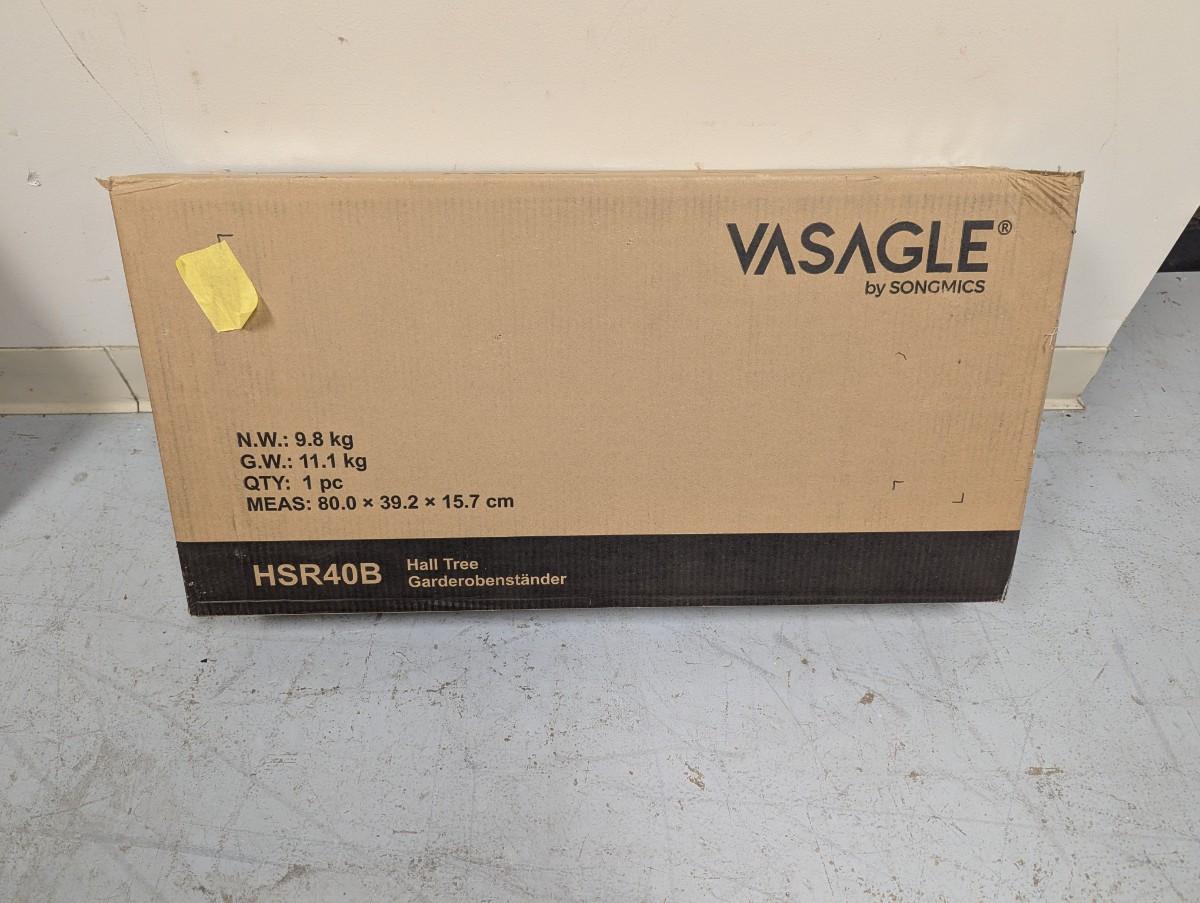 VASAGLE®
by SONGMICS
N.W.: 9.8 kg
G.W.: 11.1 kg
QTY: 1 pc
MEAS: 80.0 × 39.2 × 15.7 cm
HSR40B
Hall Tree
Garderobenständer